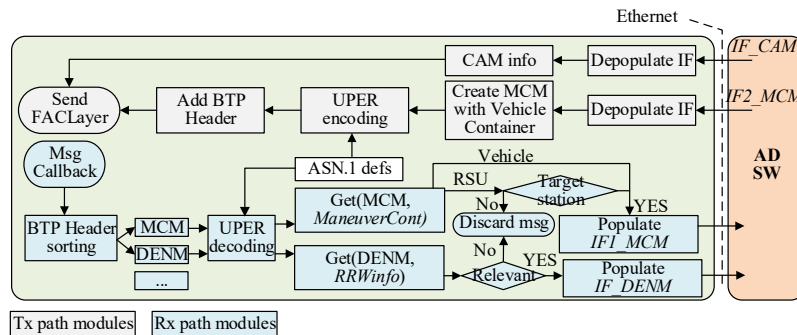 Ethernet
CAM info
Depopulate IF
IF_CAM
Send
FACLayer
Add BTP
Header
UPER
encoding
Create MCM
with Vehicle
Container
Depopulate IF
IF2_MCM
Msg
Callback
ASN.1 defs
Vehicle
AD
SW
RSU
Target
station
BTP Header
sorting
MCM
DENM
...
UPER
decoding
Get(MCM,
ManeuverCont)
No
YES
Discard msg
Populate
IF1_MCM
Get(DENM,
RRWinfo)
No
Relevant
YES
Populate
IF_DENM
Tx path modules
Rx path modules